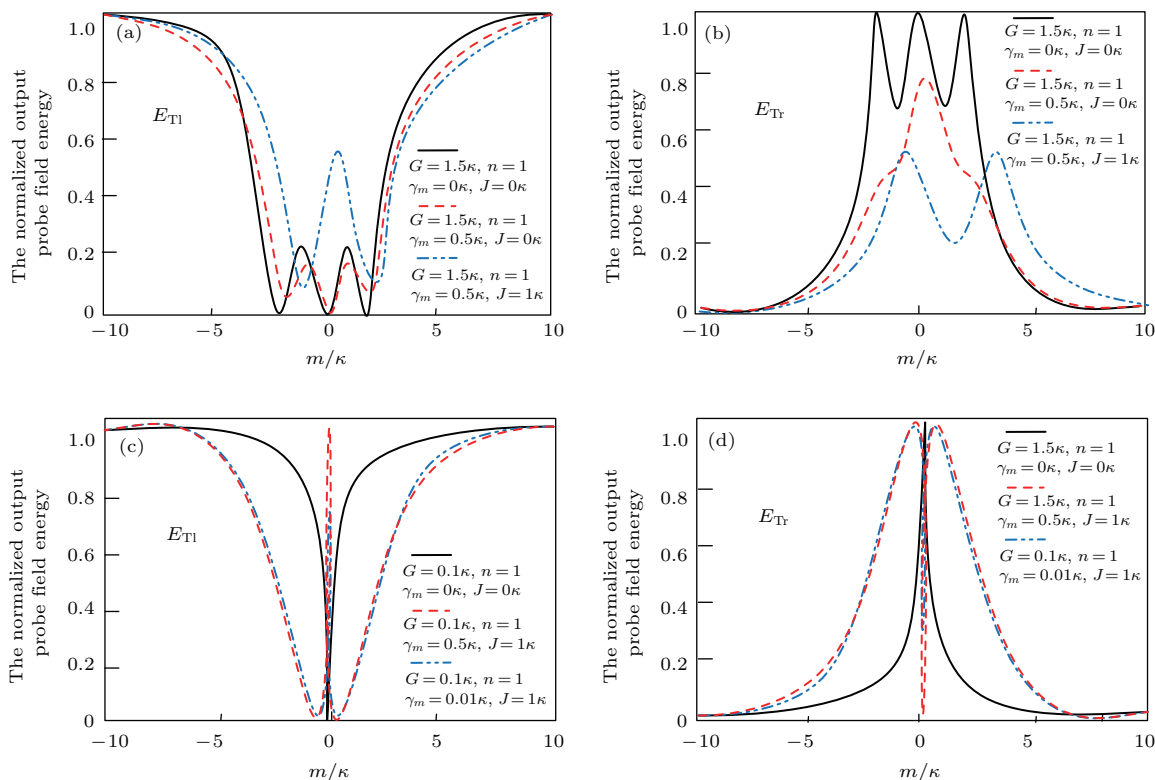 The normalized output
probe field energy
1.0
0.8
0.6
0.4
0.2
0
(a)
E_Tl
G=1.5κ, n=1
γ_m=0κ, J=0κ
G=1.5κ, n=1
γ_m=0.5κ, J=0κ
G=1.5κ, n=1
γ_m=0.5κ, J=1κ
−10
−5
0
5
10
m/κ
The normalized output
probe field energy
1.0
0.8
0.6
0.4
0.2
0
(b)
E_Tr
G=1.5κ, n=1
γ_m=0κ, J=0κ
G=1.5κ, n=1
γ_m=0.5κ, J=0κ
G=1.5κ, n=1
γ_m=0.5κ, J=1κ
−10
−5
0
5
10
m/κ
The normalized output
probe field energy
1.0
0.8
0.6
0.4
0.2
0
(c)
E_Tl
G=0.1κ, n=1
γ_m=0κ, J=0κ
G=0.1κ, n=1
γ_m=0.5κ, J=1κ
G=0.1κ, n=1
γ_m=0.01κ, J=1κ
−10
−5
0
5
10
m/κ
The normalized output
probe field energy
1.0
0.8
0.6
0.4
0.2
0
(d)
E_Tr
G=1.5κ, n=1
γ_m=0κ, J=0κ
G=1.5κ, n=1
γ_m=0.5κ, J=1κ
G=0.1κ, n=1
γ_m=0.01κ, J=1κ
−10
−5
0
5
10
m/κ